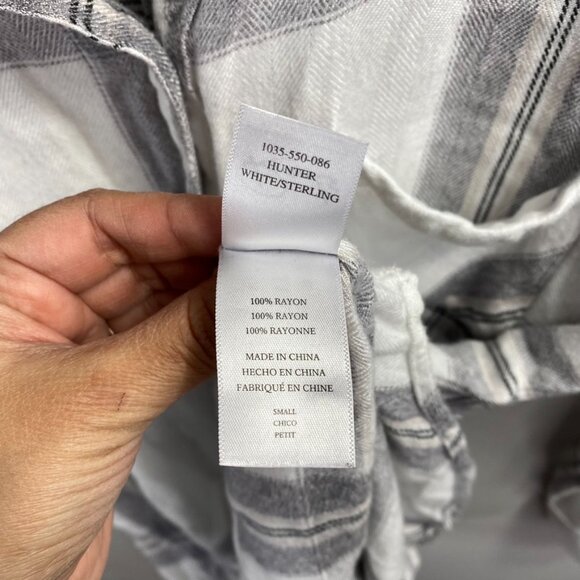 1035-550-086
HUNTER
WHITE/STERLING
100% RAYON
100% RAYON
100% RAYONNE
MADE IN CHINA
HECHO EN CHINA
FABRIQUÉ EN CHINE
SMALL
CHICO
PETIT